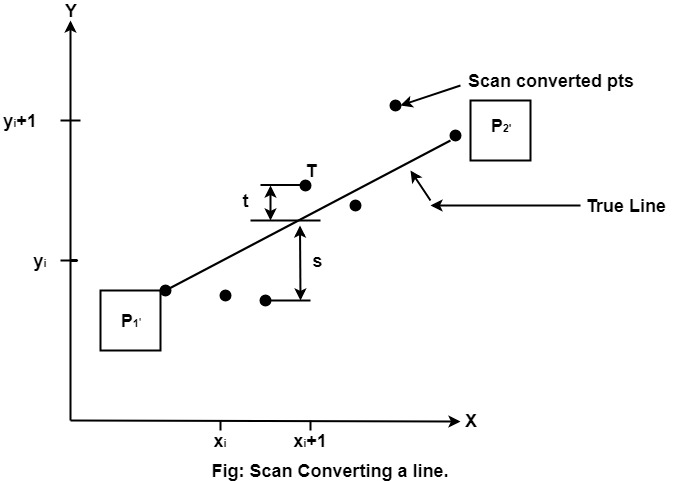 Y
Scan converted pts
yi+1
P2'
T
t
True Line
s
yi
P1'
X
xi
xi+1
Fig: Scan Converting a line.